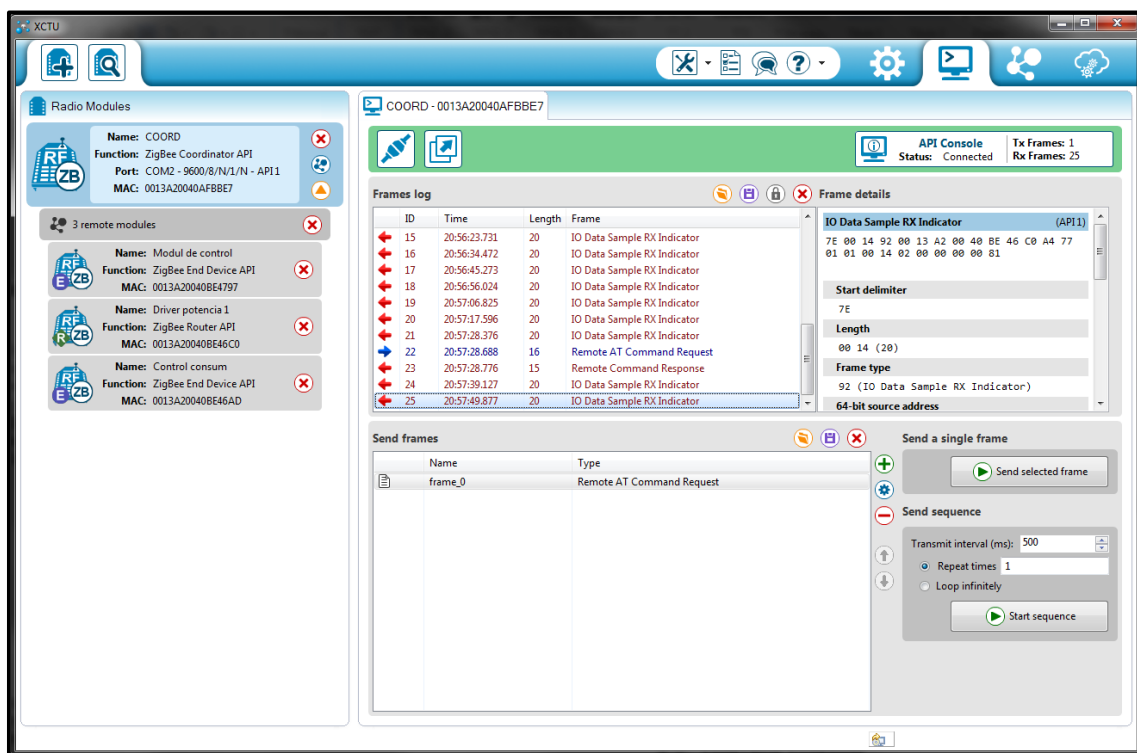 XCTU
Radio Modules
Name: COORD
Function: ZigBee Coordinator API
Port: COM2 - 9600/8/N/1/N - API1
MAC: 0013A20040AFBBE7
RF
ZB
3 remote modules
Name: Modul de control
Function: ZigBee End Device API
MAC: 0013A20040BE4797
RF
E ZB
Name: Driver potencia 1
Function: ZigBee Router API
MAC: 0013A20040BE46C0
RF
R ZB
Name: Control consum
Function: ZigBee End Device API
MAC: 0013A20040BE46AD
RF
E ZB
COORD - 0013A20040AFBBE7
API Console
Status: Connected
Tx Frames: 1
Rx Frames: 25
Frames log
ID Time Length Frame
15 20:56:23.731 20 IO Data Sample RX Indicator
16 20:56:34.472 20 IO Data Sample RX Indicator
17 20:56:45.273 20 IO Data Sample RX Indicator
18 20:56:56.024 20 IO Data Sample RX Indicator
19 20:57:06.825 20 IO Data Sample RX Indicator
20 20:57:17.596 20 IO Data Sample RX Indicator
21 20:57:28.376 20 IO Data Sample RX Indicator
22 20:57:28.688 16 Remote AT Command Request
23 20:57:28.776 15 Remote Command Response
24 20:57:39.127 20 IO Data Sample RX Indicator
25 20:57:49.877 20 IO Data Sample RX Indicator
Frame details
IO Data Sample RX Indicator (API1)
7E 00 14 92 00 13 A2 00 40 BE 46 C0 A4 77
01 01 00 14 02 00 00 00 00 81
Start delimiter
7E
Length
00 14 (20)
Frame type
92 (IO Data Sample RX Indicator)
64-bit source address
Send frames
Name Type
frame_0 Remote AT Command Request
Send a single frame
Send selected frame
Send sequence
Transmit interval (ms): 500
Repeat times 1
Loop infinitely
Start sequence